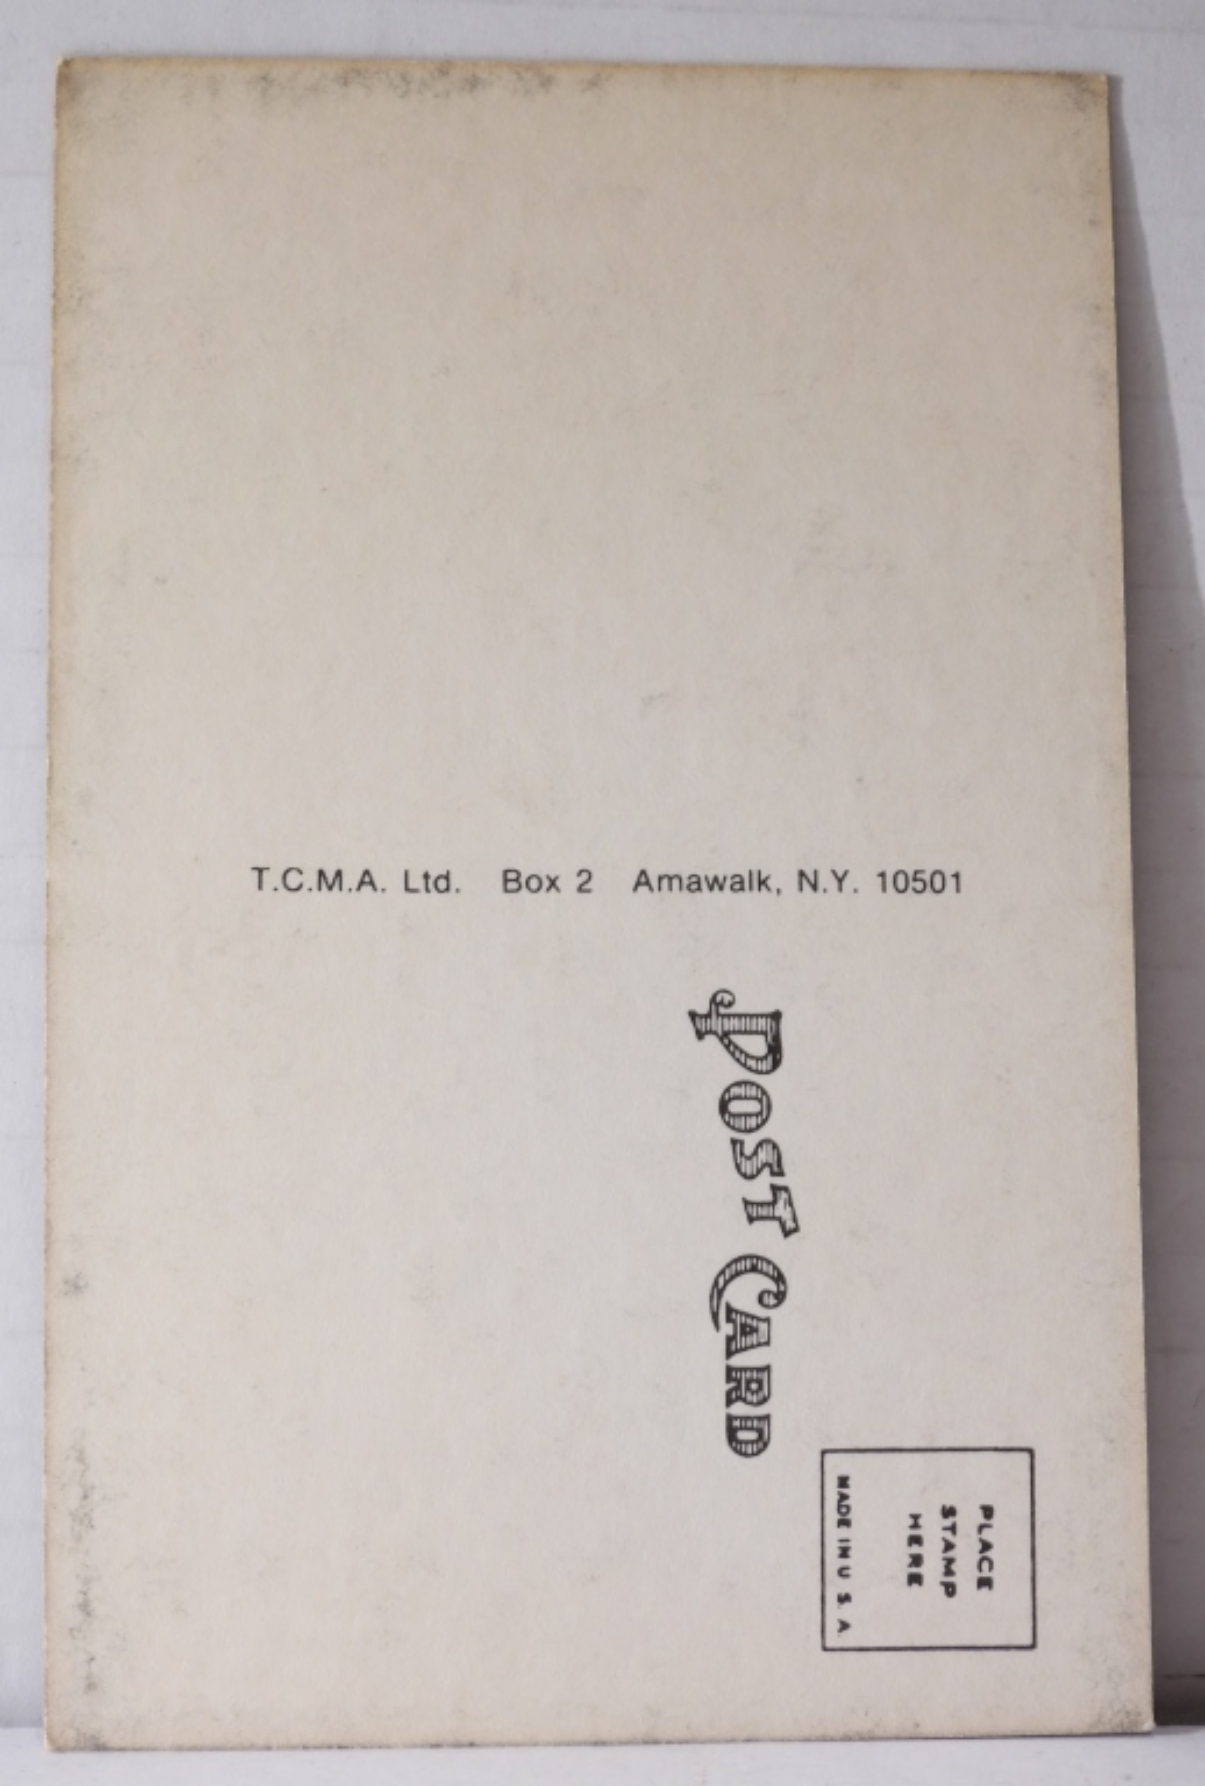 T.C.M.A. Ltd. Box 2 Amawalk, N.Y. 10501
POST CARD
PLACE
STAMP
HERE
MADE IN U. S. A.